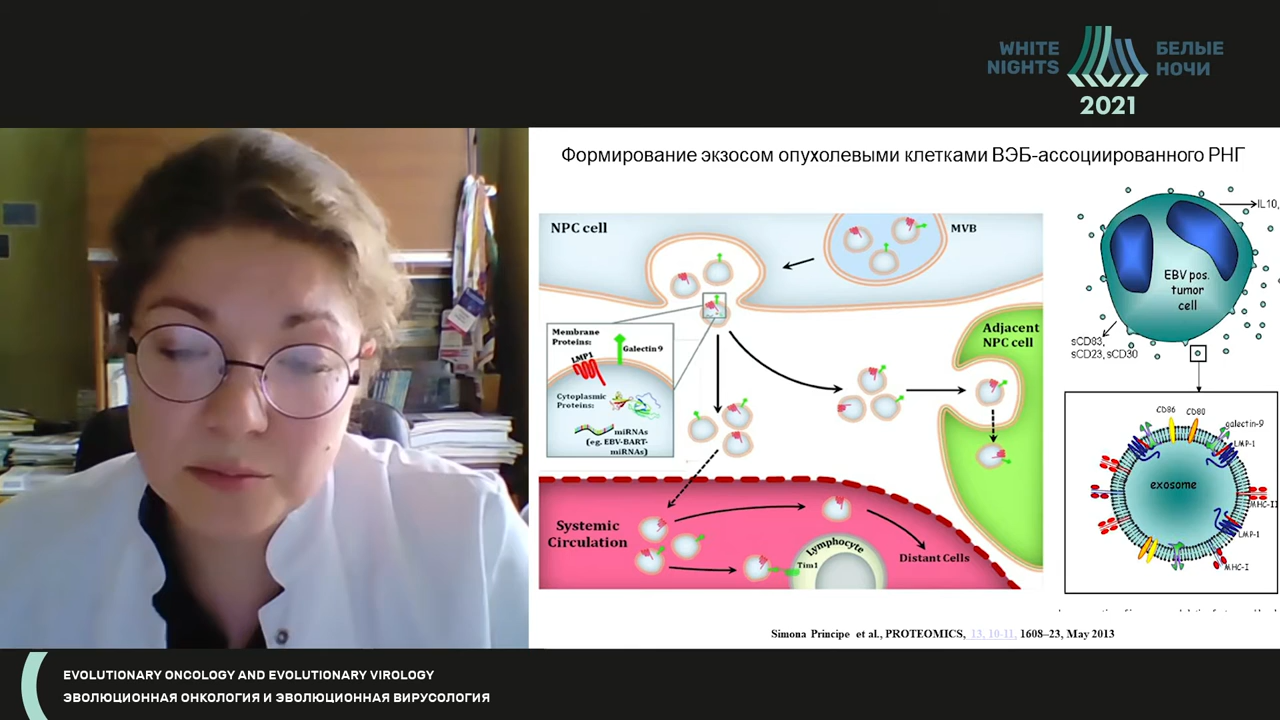 WHITE
NIGHTS
БЕЛЫЕ
НОЧИ
2021
Формирование экзосом опухолевыми клетками ВЭБ-ассоциированного РНГ
NPC cell
MVB
Membrane
Proteins:
Galectin 9
LMP1
Cytoplasmic
Proteins:
miRNAs
(eg. EBV-BART-
miRNAs)
Adjacent
NPC cell
Systemic
Circulation
Lymphocyte
Tim1
Distant Cells
IL10,
EBV pos.
tumor
cell
sCD83,
sCD23, sCD30
CD86
CD80
galectin-9
LMP-1
exosome
MHC-II
LMP-1
MHC-I
Simona Principe et al., PROTEOMICS, 13, 10-11, 1608–23, May 2013
EVOLUTIONARY ONCOLOGY AND EVOLUTIONARY VIROLOGY
ЭВОЛЮЦИОННАЯ ОНКОЛОГИЯ И ЭВОЛЮЦИОННАЯ ВИРУСОЛОГИЯ